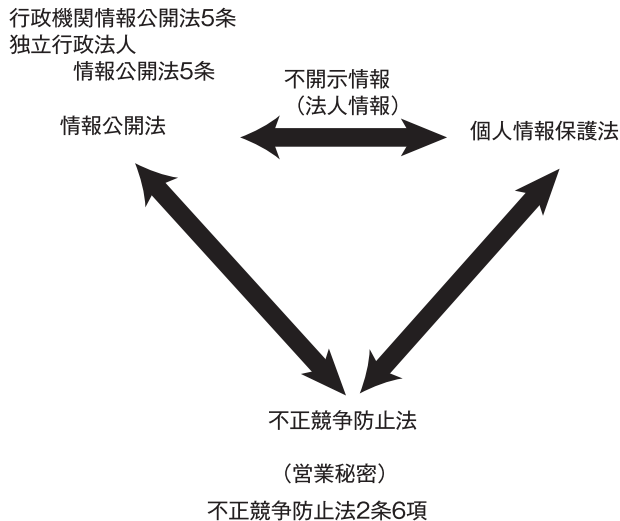 行政機関情報公開法5条
独立行政法人
情報公開法5条
不開示情報
（法人情報）
情報公開法
個人情報保護法
不正競争防止法
（営業秘密）
不正競争防止法2条6項